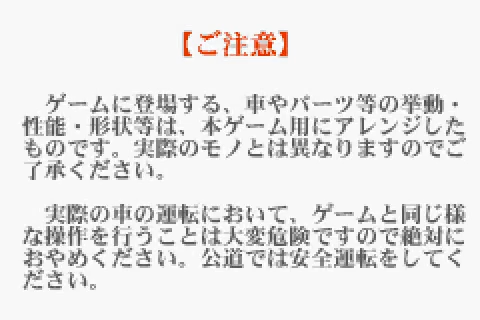 【ご注意】
ゲームに登場する、車やパーツ等の挙動・
性能・形状等は、本ゲーム用にアレンジした
ものです。実際のモノとは異なりますのでご
了承ください。
実際の車の運転において、ゲームと同じ様
な操作を行うことは大変危険ですので絶対に
おやめください。公道では安全運転をしてく
ださい。